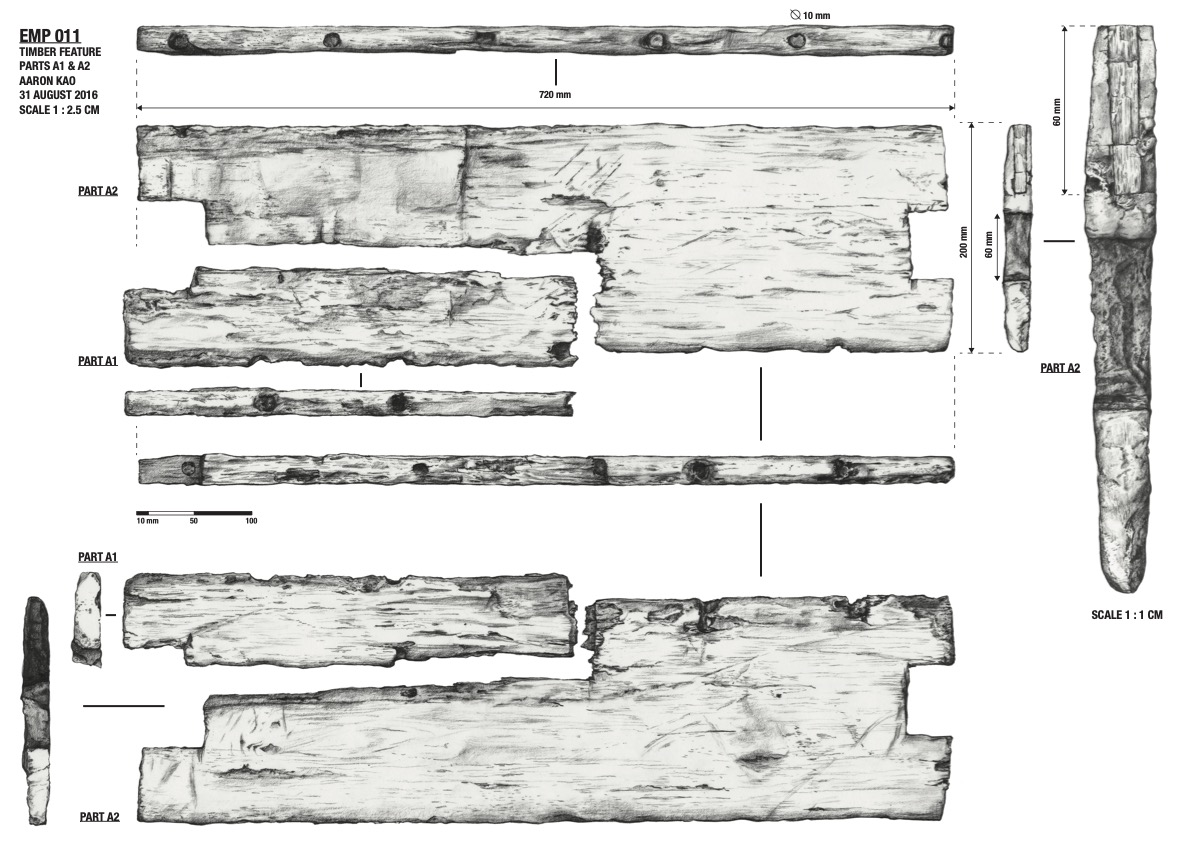 EMP 011
TIMBER FEATURE
PARTS A1 & A2
AARON KAO
31 AUGUST 2016
SCALE 1 : 2.5 CM
⌀ 10 mm
720 mm
PART A2
200 mm
60 mm
60 mm
PART A2
SCALE 1 : 1 CM
PART A1
10 mm 50 100
PART A1
PART A2